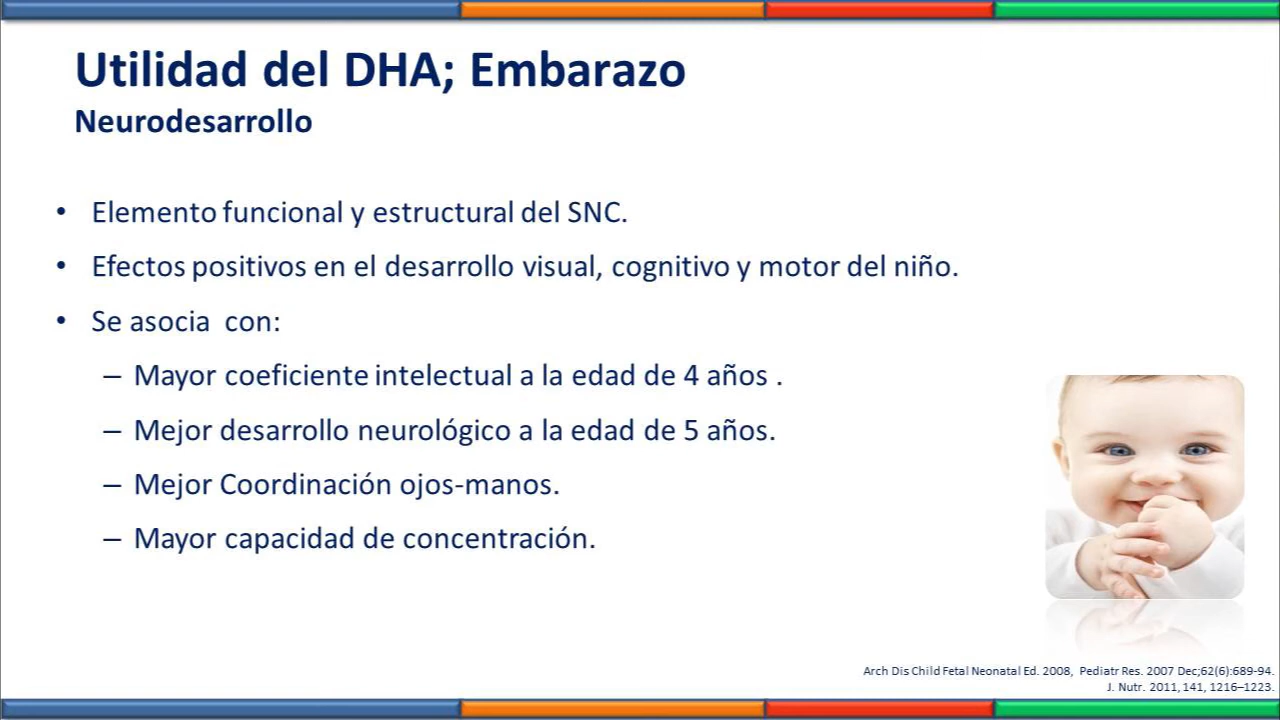 Utilidad del DHA; Embarazo
Neurodesarrollo
• Elemento funcional y estructural del SNC.
• Efectos positivos en el desarrollo visual, cognitivo y motor del niño.
• Se asocia  con:
– Mayor coeficiente intelectual a la edad de 4 años .
– Mejor desarrollo neurológico a la edad de 5 años.
– Mejor Coordinación ojos-manos.
– Mayor capacidad de concentración.
Arch Dis Child Fetal Neonatal Ed. 2008,  Pediatr Res. 2007 Dec;62(6):689-94.
J. Nutr. 2011, 141, 1216–1223.